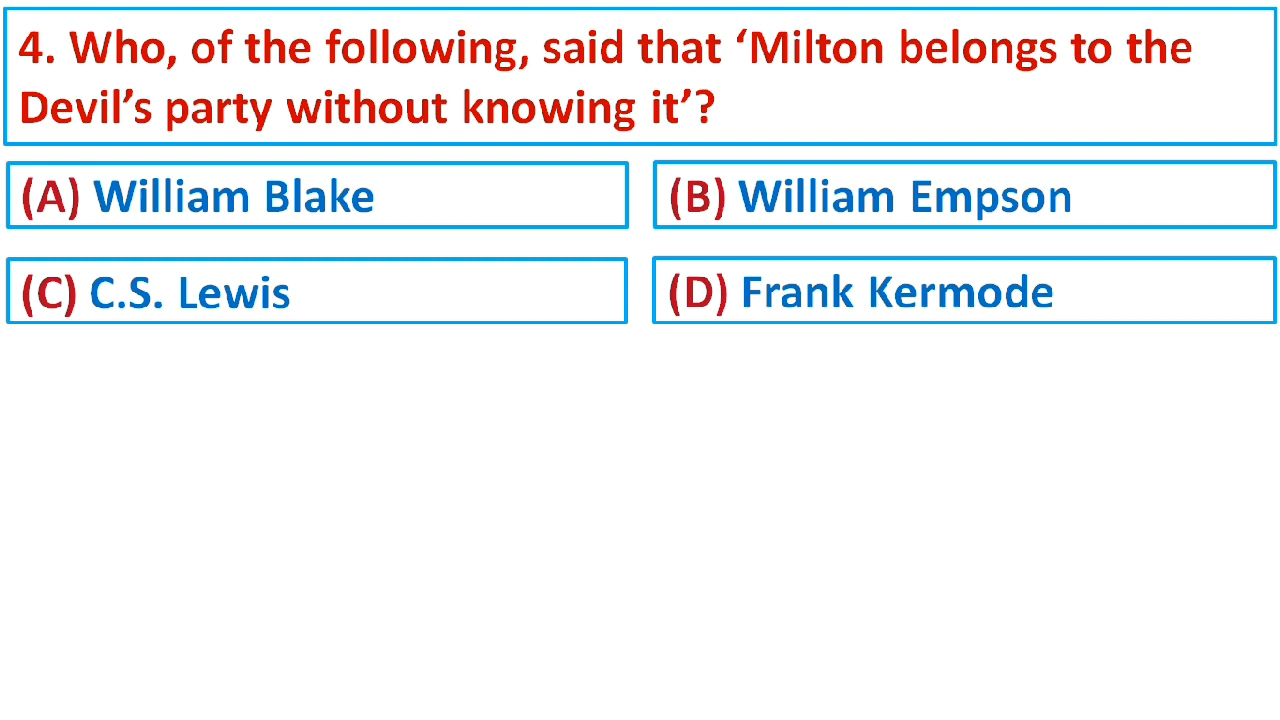 4. Who, of the following, said that ‘Milton belongs to the
Devil’s party without knowing it’?
(A) William Blake
(B) William Empson
(C) C.S. Lewis
(D) Frank Kermode